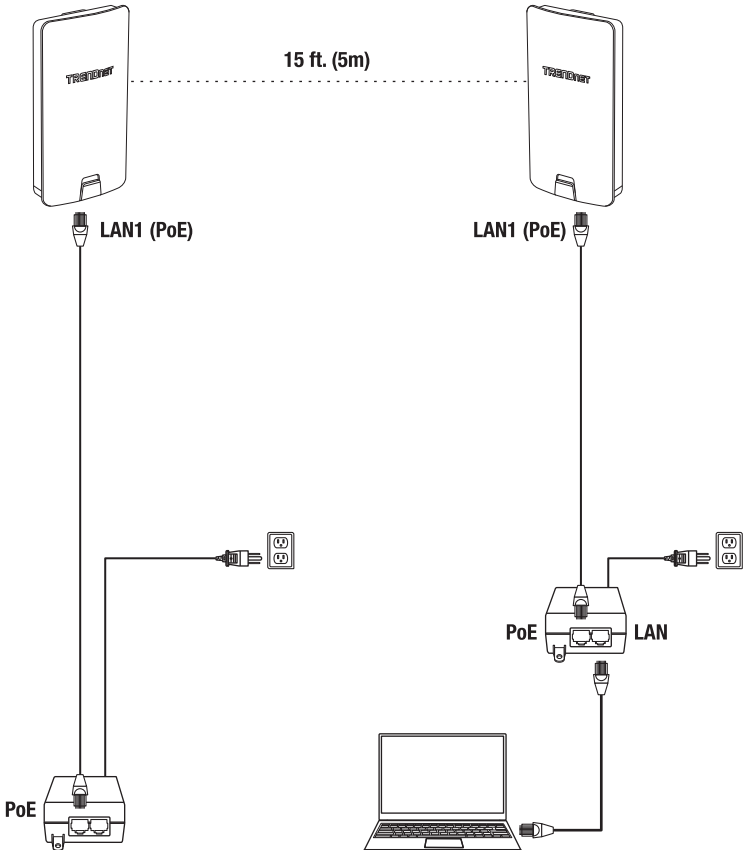 15 ft. (5m)
TRENDNET
TRENDNET
LAN1 (PoE)
LAN1 (PoE)
PoE
LAN
PoE